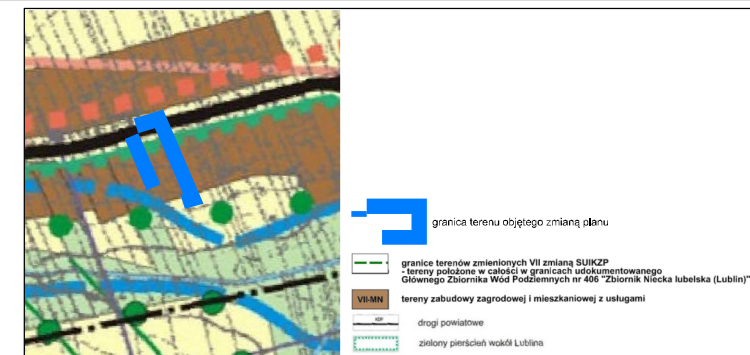 granica terenu objętego zmianą planu
granice terenów zmienionych VII zmianą SUIKZP
- tereny położone w całości w granicach udokumentowanego
Głównego Zbiornika Wód Podziemnych nr 406 "Zbiornik Niecka lubelska (Lublin)"
VII-MN tereny zabudowy zagrodowej i mieszkaniowej z usługami
KDP drogi powiatowe
zielony pierścień wokół Lublina